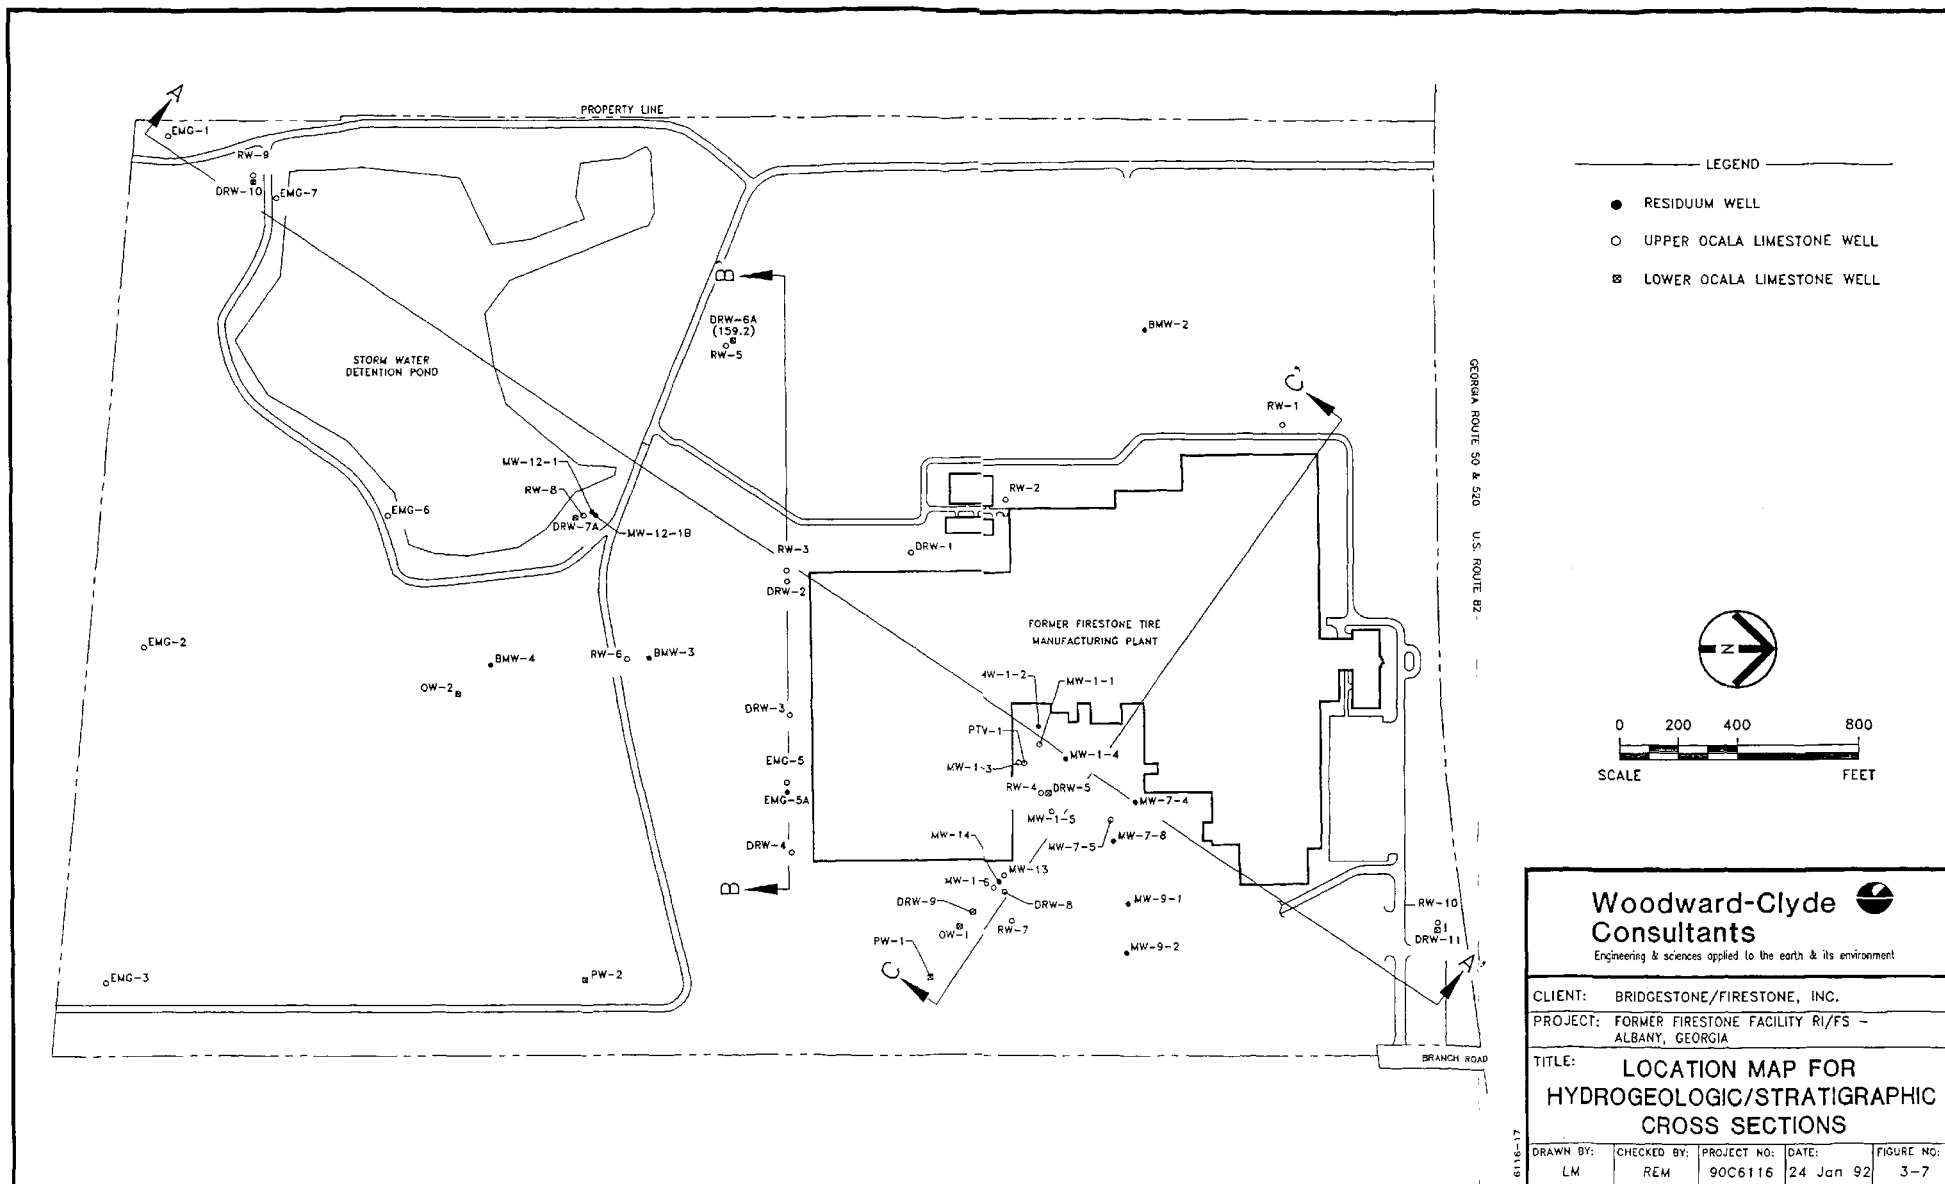 A
EMG-1
PROPERTY LINE
RW-9
DRW-10
EMG-7
LEGEND
RESIDUUM WELL
UPPER OCALA LIMESTONE WELL
LOWER OCALA LIMESTONE WELL
B'
DRW-6A
(159.2)
RW-5
BMW-2
STORM WATER
DETENTION POND
C'
RW-1
GEORGIA ROUTE 50 & 520 U.S. ROUTE 82
MW-12-1
RW-8
DRW-7A
MW-12-1B
EMG-6
RW-2
DRW-1
RW-3
DRW-2
FORMER FIRESTONE TIRE
MANUFACTURING PLANT
EMG-2
BMW-4
RW-6
BMW-3
OW-2
N
MW-1-2
MW-1-1
DRW-3
PTV-1
MW-1-4
MW-1-3
0 200 400 800
SCALE FEET
EMG-5
EMG-5A
RW-4
DRW-5
MW-7-4
MW-1-5
MW-14
MW-7-5
MW-7-8
DRW-4
MW-13
MW-1-6
B
DRW-9
DRW-8
MW-9-1
OW-1
RW-7
RW-10
DRW-11
PW-1
MW-9-2
C
A'
EMG-3
PW-2
BRANCH ROAD
Woodward-Clyde
Consultants
Engineering & sciences applied to the earth & its environment
CLIENT: BRIDGESTONE/FIRESTONE, INC.
PROJECT: FORMER FIRESTONE FACILITY RI/FS -
ALBANY, GEORGIA
TITLE: LOCATION MAP FOR
HYDROGEOLOGIC/STRATIGRAPHIC
CROSS SECTIONS
DRAWN BY: CHECKED BY: PROJECT NO: DATE: FIGURE NO:
LM REM 90C6116 24 Jan 92 3-7
6116-17